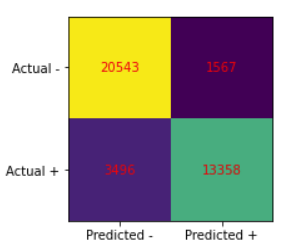 Actual - 20543 1567
Actual + 3496 13358
Predicted - Predicted +